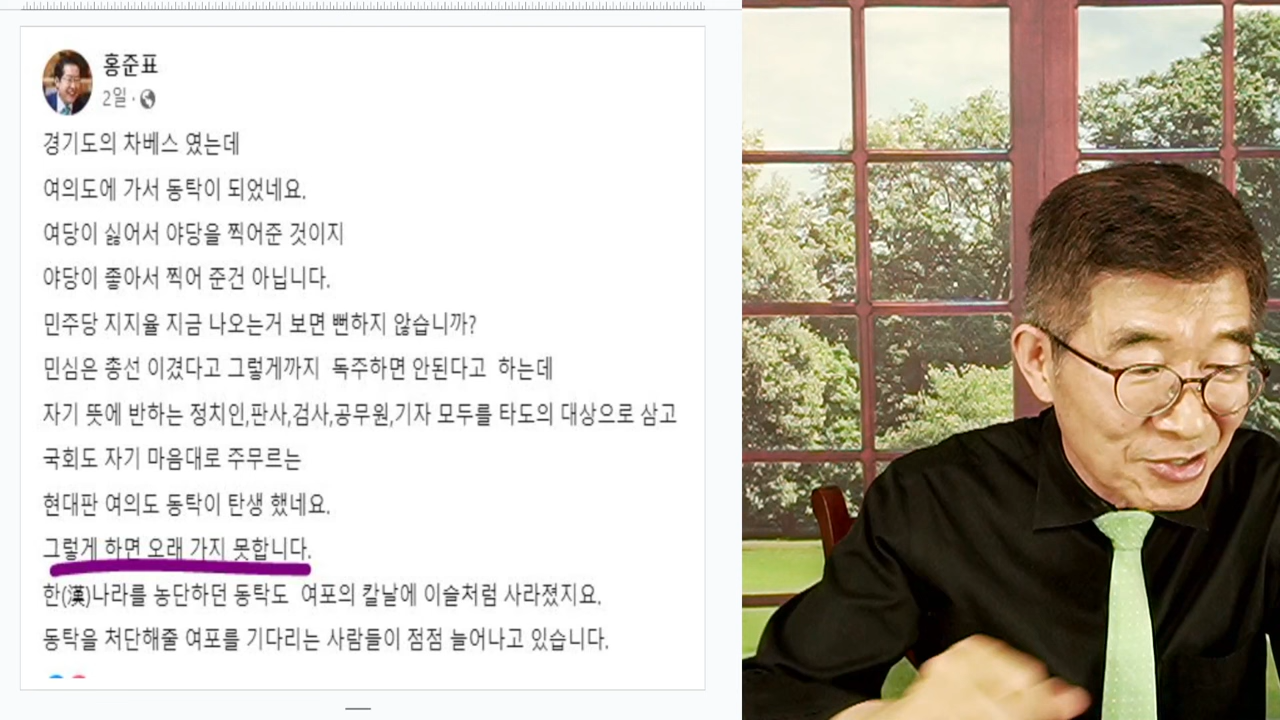 홍준표
2일 ·
경기도의 차베스 였는데
여의도에 가서 동탁이 되었네요.
여당이 싫어서 야당을 찍어준 것이지
야당이 좋아서 찍어 준건 아닙니다.
민주당 지지율 지금 나오는거 보면 뻔하지 않습니까?
민심은 총선 이겼다고 그렇게까지 독주하면 안된다고 하는데
자기 뜻에 반하는 정치인,판사,검사,공무원,기자 모두를 타도의 대상으로 삼고
국회도 자기 마음대로 주무르는
현대판 여의도 동탁이 탄생 했네요.
그렇게 하면 오래 가지 못합니다.
한(漢)나라를 농단하던 동탁도 여포의 칼날에 이슬처럼 사라졌지요.
동탁을 처단해줄 여포를 기다리는 사람들이 점점 늘어나고 있습니다.